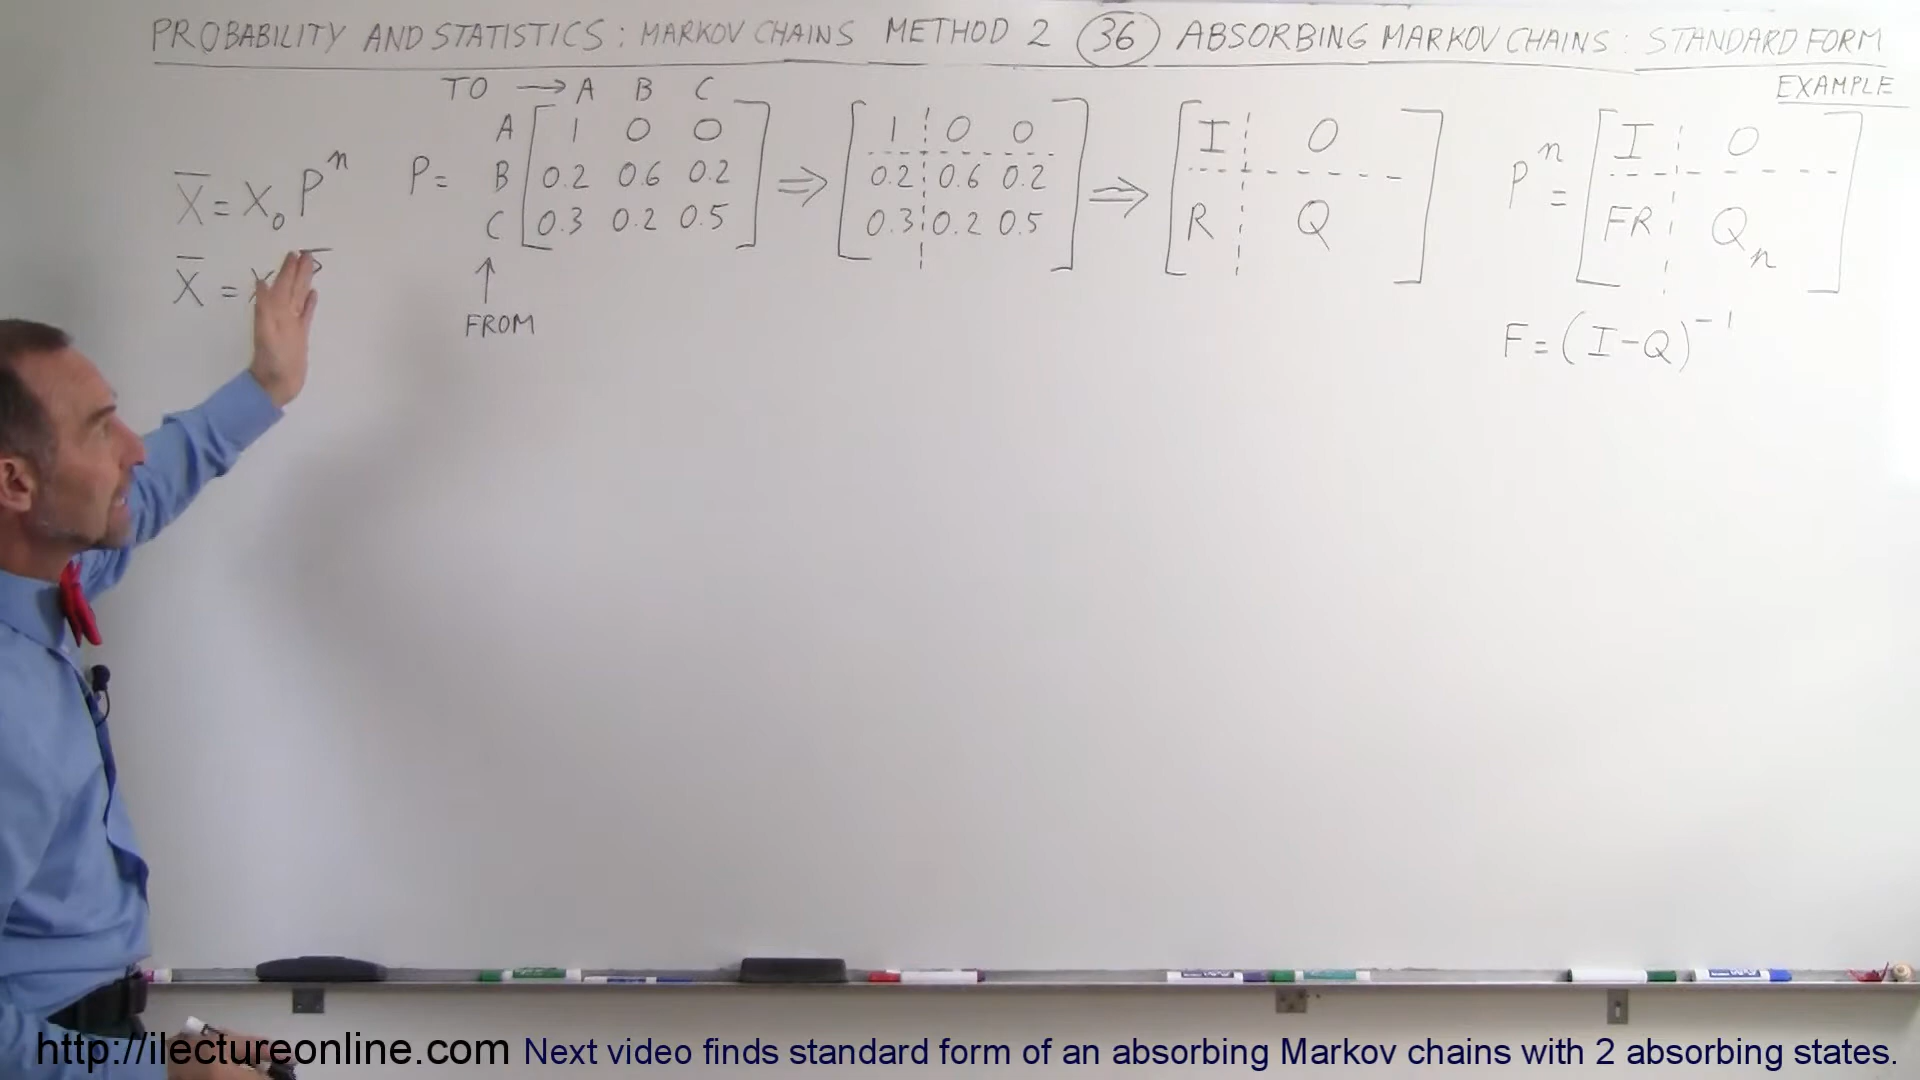 PROBABILITY AND STATISTICS: MARKOV CHAINS METHOD 2 36 ABSORBING MARKOV CHAINS: STANDARD FORM
EXAMPLE
TO → A B C
X̄ = X₀ Pⁿ
X̄ =
P =
A [ 1 0 0 ]
B [ 0.2 0.6 0.2 ]
C [ 0.3 0.2 0.5 ]
↑
FROM
⇒
1 0 0
0.2 0.6 0.2
0.3 0.2 0.5
⇒
I O
R Q
Pⁿ =
I O
FR Qₙ
F = (I - Q)⁻¹
http://ilectureonline.com Next video finds standard form of an absorbing Markov chains with 2 absorbing states.